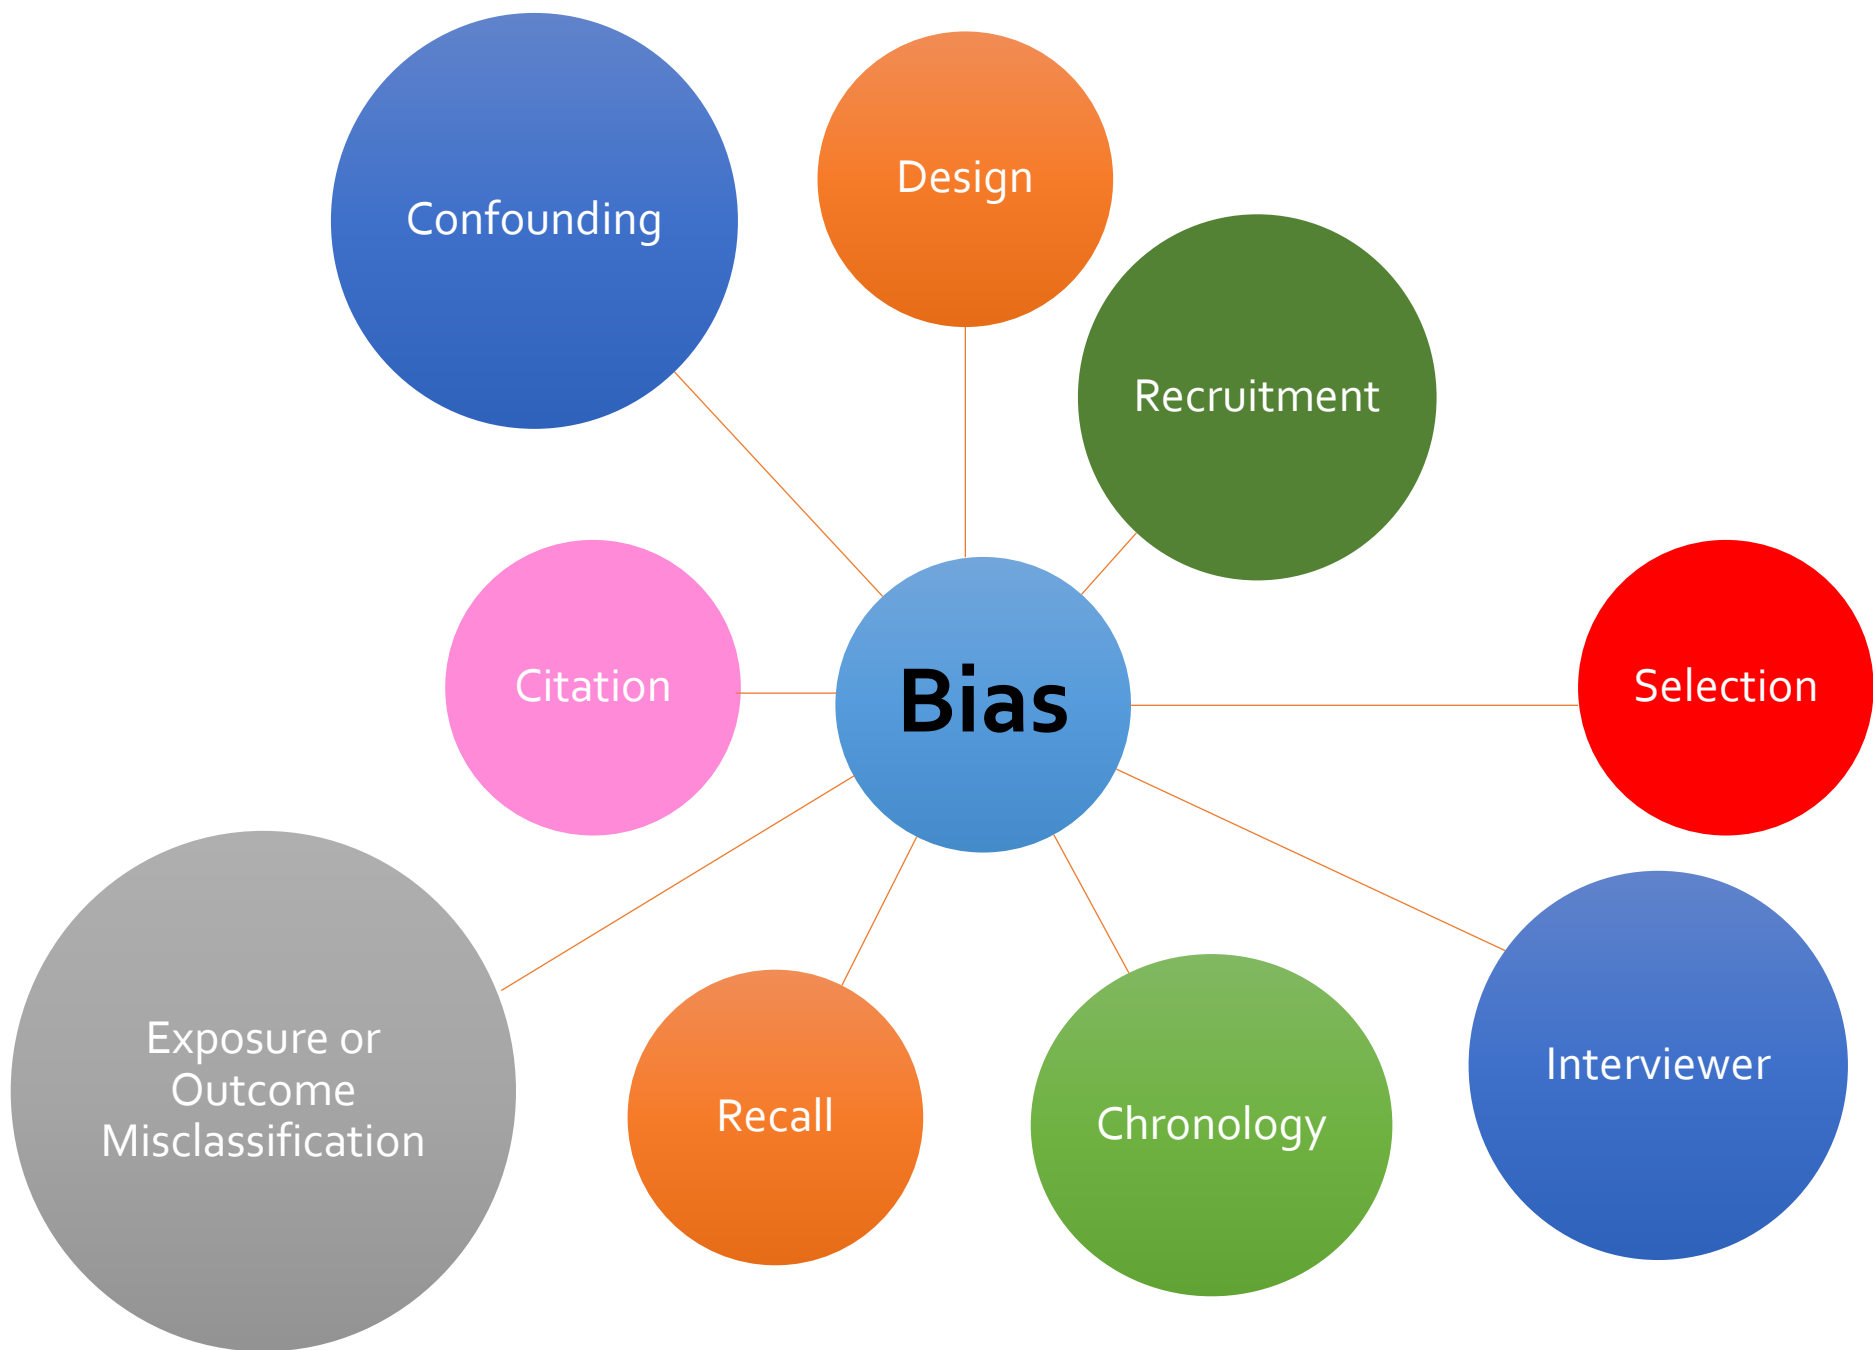 Design
Confounding
Recruitment
Citation
Bias
Selection
Exposure or
Outcome
Misclassification
Recall
Chronology
Interviewer